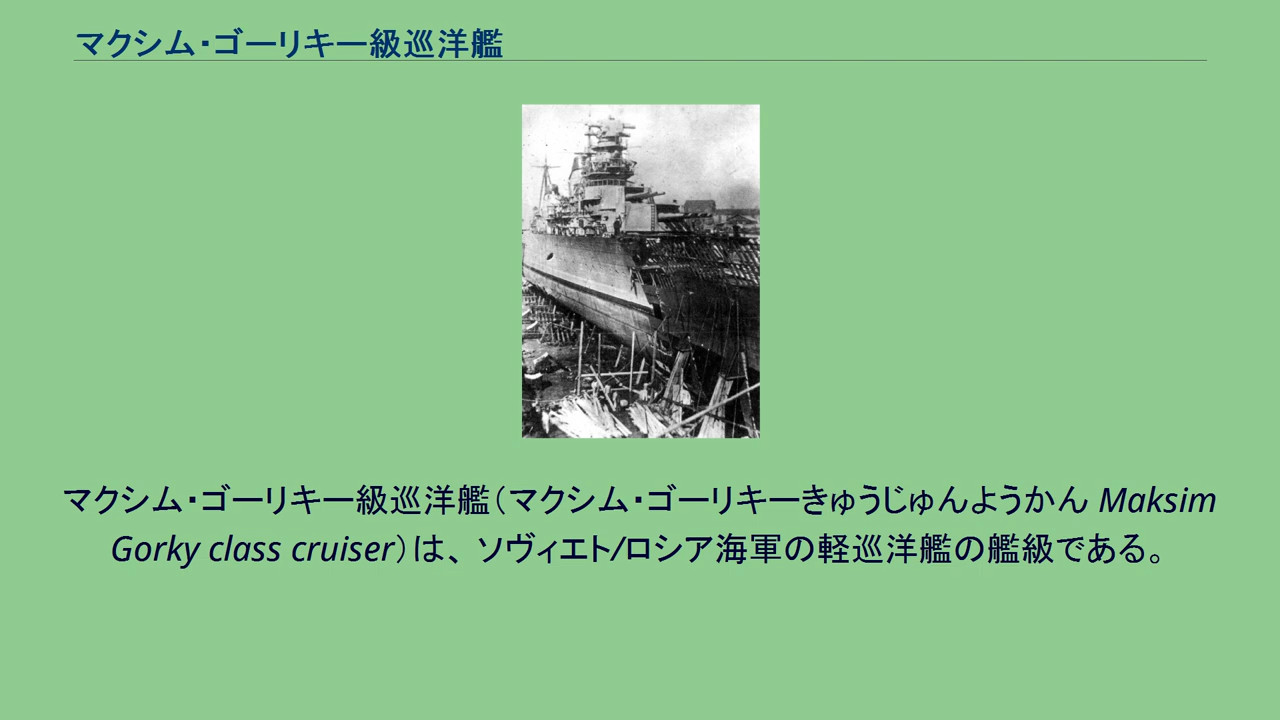 マクシム・ゴーリキー級巡洋艦
マクシム・ゴーリキー級巡洋艦（マクシム・ゴーリキーきゅうじゅんようかん Maksim
Gorky class cruiser）は、ソヴィエト/ロシア海軍の軽巡洋艦の艦級である。